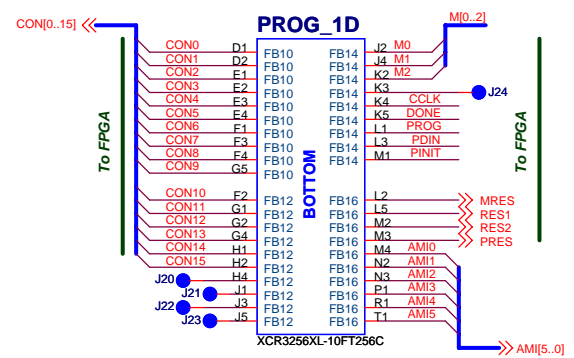 PROG_1D
CON[0..15]
M[0..2]
CON0 D1 FB10 FB14 J2 M0
CON1 D2 FB10 FB14 J4 M1
CON2 E1 FB10 FB14 K2 M2
CON3 E2 FB10 FB14 K3 J24
CON4 E3 FB10 FB14 K4 CCLK
CON5 E4 FB10 FB14 K5 DONE
CON6 F1 FB10 FB14 L1 PROG
CON7 F3 FB10 FB14 L3 PDIN
CON8 F4 FB10 FB14 M1 PINIT
CON9 G5 FB10
To FPGA
To FPGA
BOTTOM
CON10 F2 FB12 FB16 L2 MRES
CON11 G1 FB12 FB16 L5 RES1
CON12 G2 FB12 FB16 M2 RES2
CON13 G4 FB12 FB16 M3 PRES
CON14 H1 FB12 FB16 M4 AMI0
CON15 H2 FB12 FB16 N2 AMI1
J20 H4 FB12 FB16 N3 AMI2
J21 J1 FB12 FB16 P1 AMI3
J22 J3 FB12 FB16 R1 AMI4
J23 J5 FB12 FB16 T1 AMI5
XCR3256XL-10FT256C
AMI[5..0]